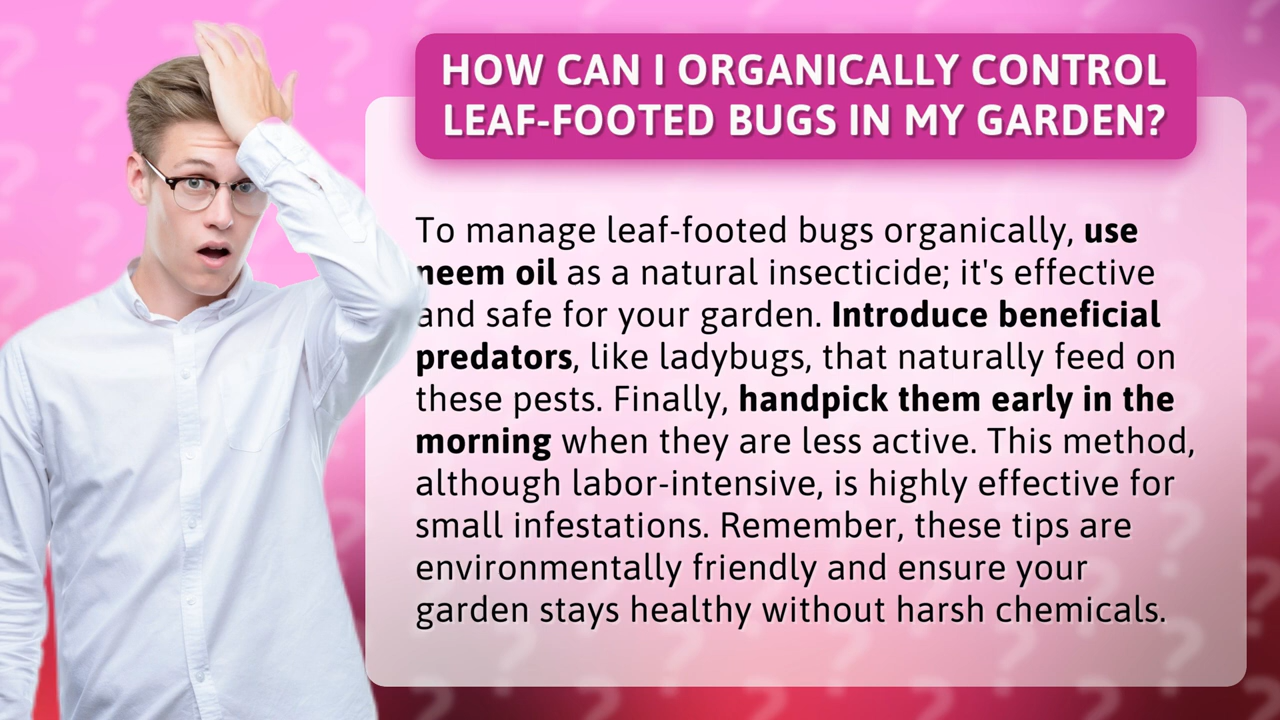 HOW CAN I ORGANICALLY CONTROL
LEAF-FOOTED BUGS IN MY GARDEN?
To manage leaf-footed bugs organically, use
neem oil as a natural insecticide; it's effective
and safe for your garden. Introduce beneficial
predators, like ladybugs, that naturally feed on
these pests. Finally, handpick them early in the
morning when they are less active. This method,
although labor-intensive, is highly effective for
small infestations. Remember, these tips are
environmentally friendly and ensure your
garden stays healthy without harsh chemicals.